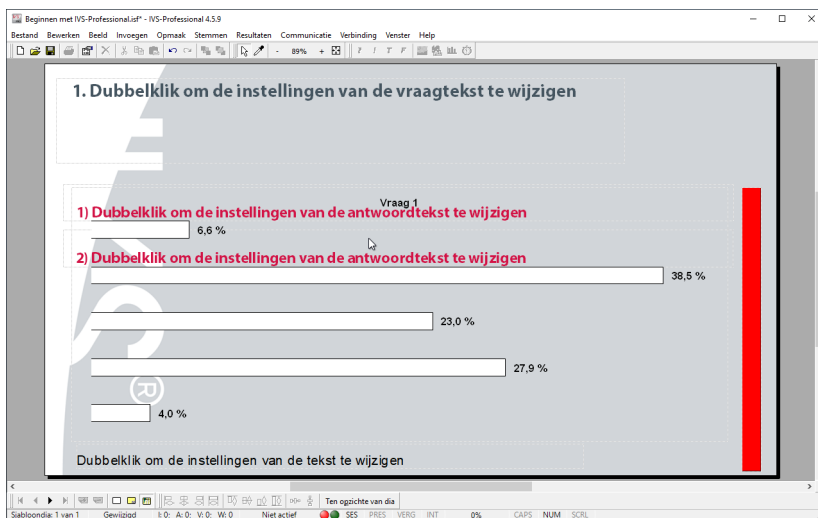 Beginnen met IVS-Professional.isf* - IVS-Professional 4.5.9
Bestand Bewerken Beeld Invoegen Opmaak Stemmen Resultaten Communicatie Verbinding Venster Help
- 89% +
1. Dubbelklik om de instellingen van de vraagtekst te wijzigen
Vraag 1
1) Dubbelklik om de instellingen van de antwoordtekst te wijzigen
6,6 %
2) Dubbelklik om de instellingen van de antwoordtekst te wijzigen
38,5 %
23,0 %
27,9 %
®
4,0 %
Dubbelklik om de instellingen van de tekst te wijzigen
Ten opzichte van dia
Sjabloondia: 1 van 1 Gewijzigd I: 0; A: 0; V: 0; W: 0 Niet actief SES PRES VERG INT 0% CAPS NUM SCRL